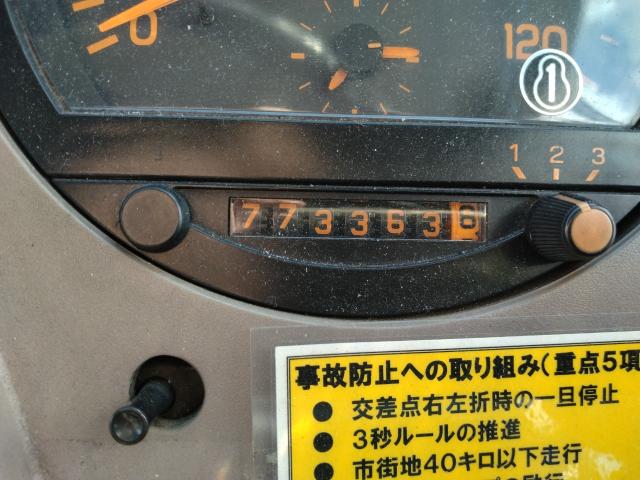 0
120
1
1 2 3
7733636
事故防止への取り組み(重点5項
● 交差点右左折時の一旦停止
● 3秒ルールの推進
● 市街地40キロ以下走行